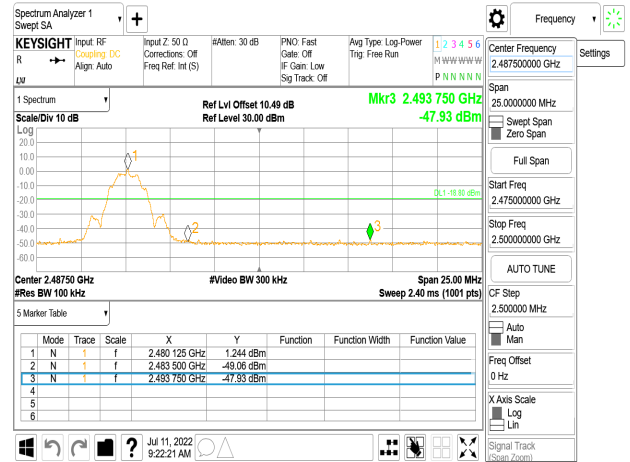 Spectrum Analyzer 1
Swept SA
Frequency
Settings
KEYSIGHT
R
LXI
Input: RF
Coupling: DC
Align: Auto
Input Z: 50 Ω
Corrections: Off
Freq Ref: Int (S)
#Atten: 30 dB
PNO: Fast
Gate: Off
IF Gain: Low
Sig Track: Off
Avg Type: Log-Power
Trig: Free Run
1 2 3 4 5 6
M W W W W W
P N N N N N
1 Spectrum
Scale/Div 10 dB
Ref Lvl Offset 10.49 dB
Ref Level 30.00 dBm
Mkr3 2.493 750 GHz
-47.93 dBm
Log
20.0
10.0
0.00
-10.0
-20.0
-30.0
-40.0
-50.0
-60.0
1
2
3
DL1 -18.80 dBm
Center 2.48750 GHz
#Res BW 100 kHz
#Video BW 300 kHz
Span 25.00 MHz
Sweep 2.40 ms (1001 pts)
5 Marker Table
Mode Trace Scale X Y Function Function Width Function Value
1 N 1 f 2.480 125 GHz 1.244 dBm
2 N 1 f 2.483 500 GHz -49.06 dBm
3 N 1 f 2.493 750 GHz -47.93 dBm
4
5
6
?
Jul 11, 2022
9:22:21 AM
Center Frequency
2.487500000 GHz
Span
25.0000000 MHz
Swept Span
Zero Span
Full Span
Start Freq
2.475000000 GHz
Stop Freq
2.500000000 GHz
AUTO TUNE
CF Step
2.500000 MHz
Auto
Man
Freq Offset
0 Hz
X Axis Scale
Log
Lin
Signal Track
(Span Zoom)